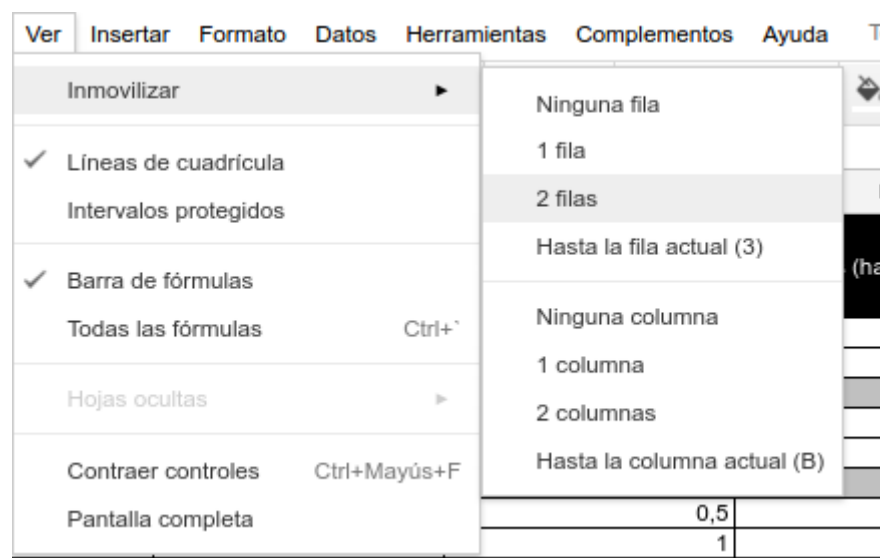 Ver Insertar Formato Datos Herramientas Complementos Ayuda
Inmovilizar
Líneas de cuadrícula
Intervalos protegidos
Barra de fórmulas
Todas las fórmulas Ctrl+`
Hojas ocultas
Contraer controles Ctrl+Mayús+F
Pantalla completa
Ninguna fila
1 fila
2 filas
Hasta la fila actual (3)
Ninguna columna
1 columna
2 columnas
Hasta la columna actual (B)
0,5
1